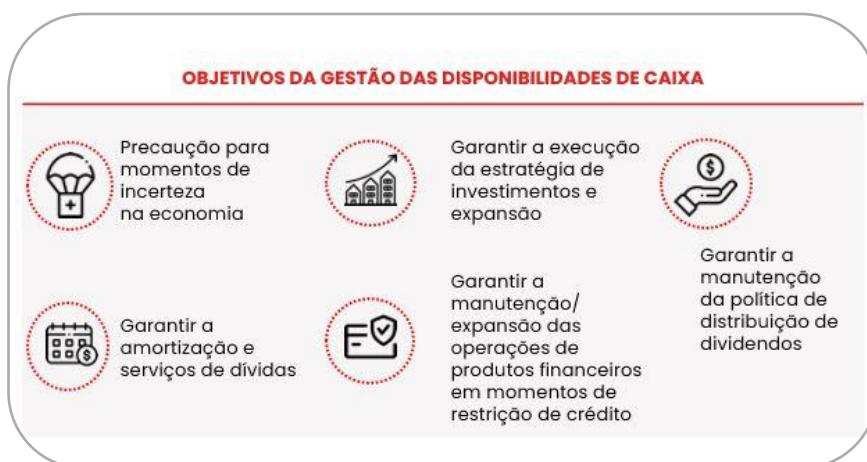 OBJETIVOS DA GESTÃO DAS DISPONIBILIDADES DE CAIXA
Precaução para
momentos de
incerteza
na economia
Garantir a execução
da estratégia de
investimentos e
expansão
Garantir a
manutenção
da política de
distribuição de
dividendos
Garantir a
amortização e
serviços de dívidas
Garantir a
manutenção/
expansão das
operações de
produtos financeiros
em momentos de
restrição de crédito